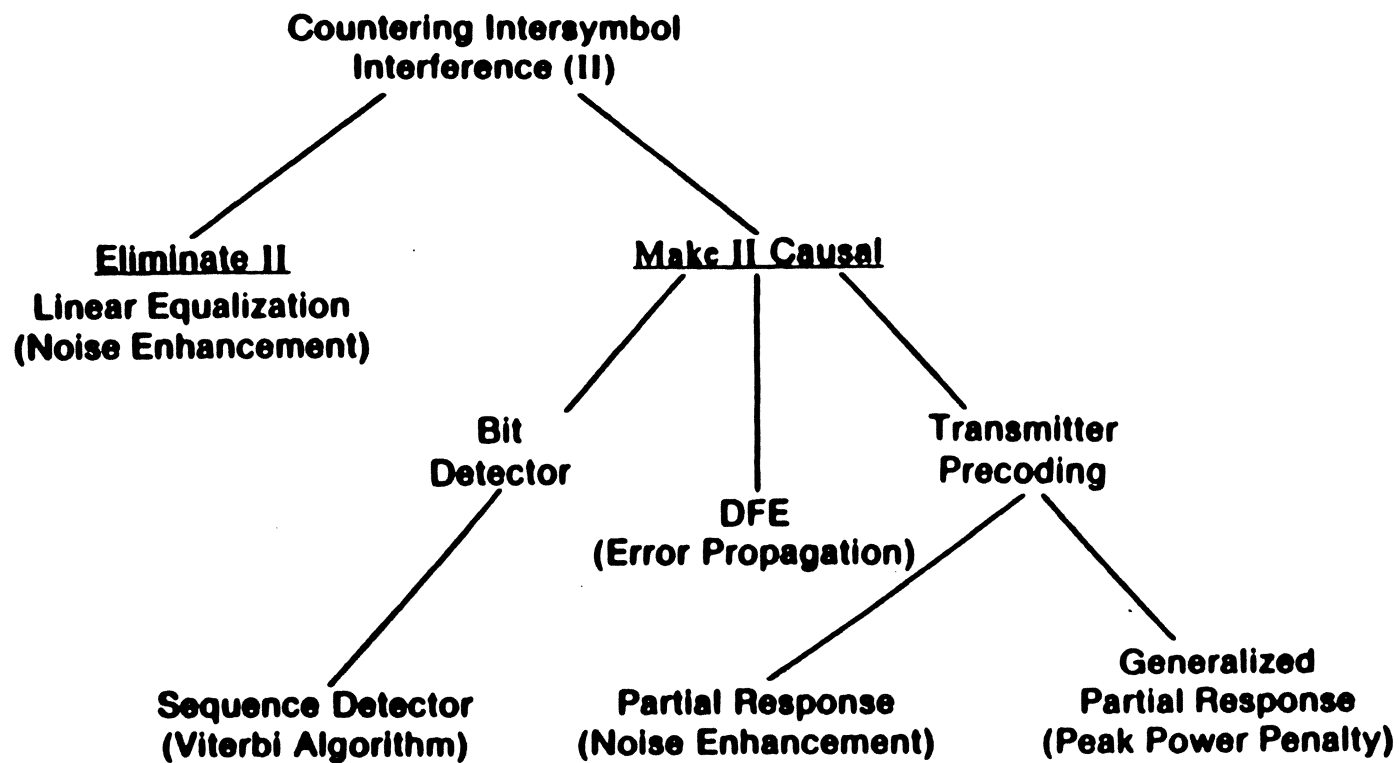 Countering Intersymbol
Interference (II)
Eliminate II
Linear Equalization
(Noise Enhancement)
Make II Causal
Bit
Detector
DFE
(Error Propagation)
Transmitter
Precoding
Sequence Detector
(Viterbi Algorithm)
Partial Response
(Noise Enhancement)
Generalized
Partial Response
(Peak Power Penalty)